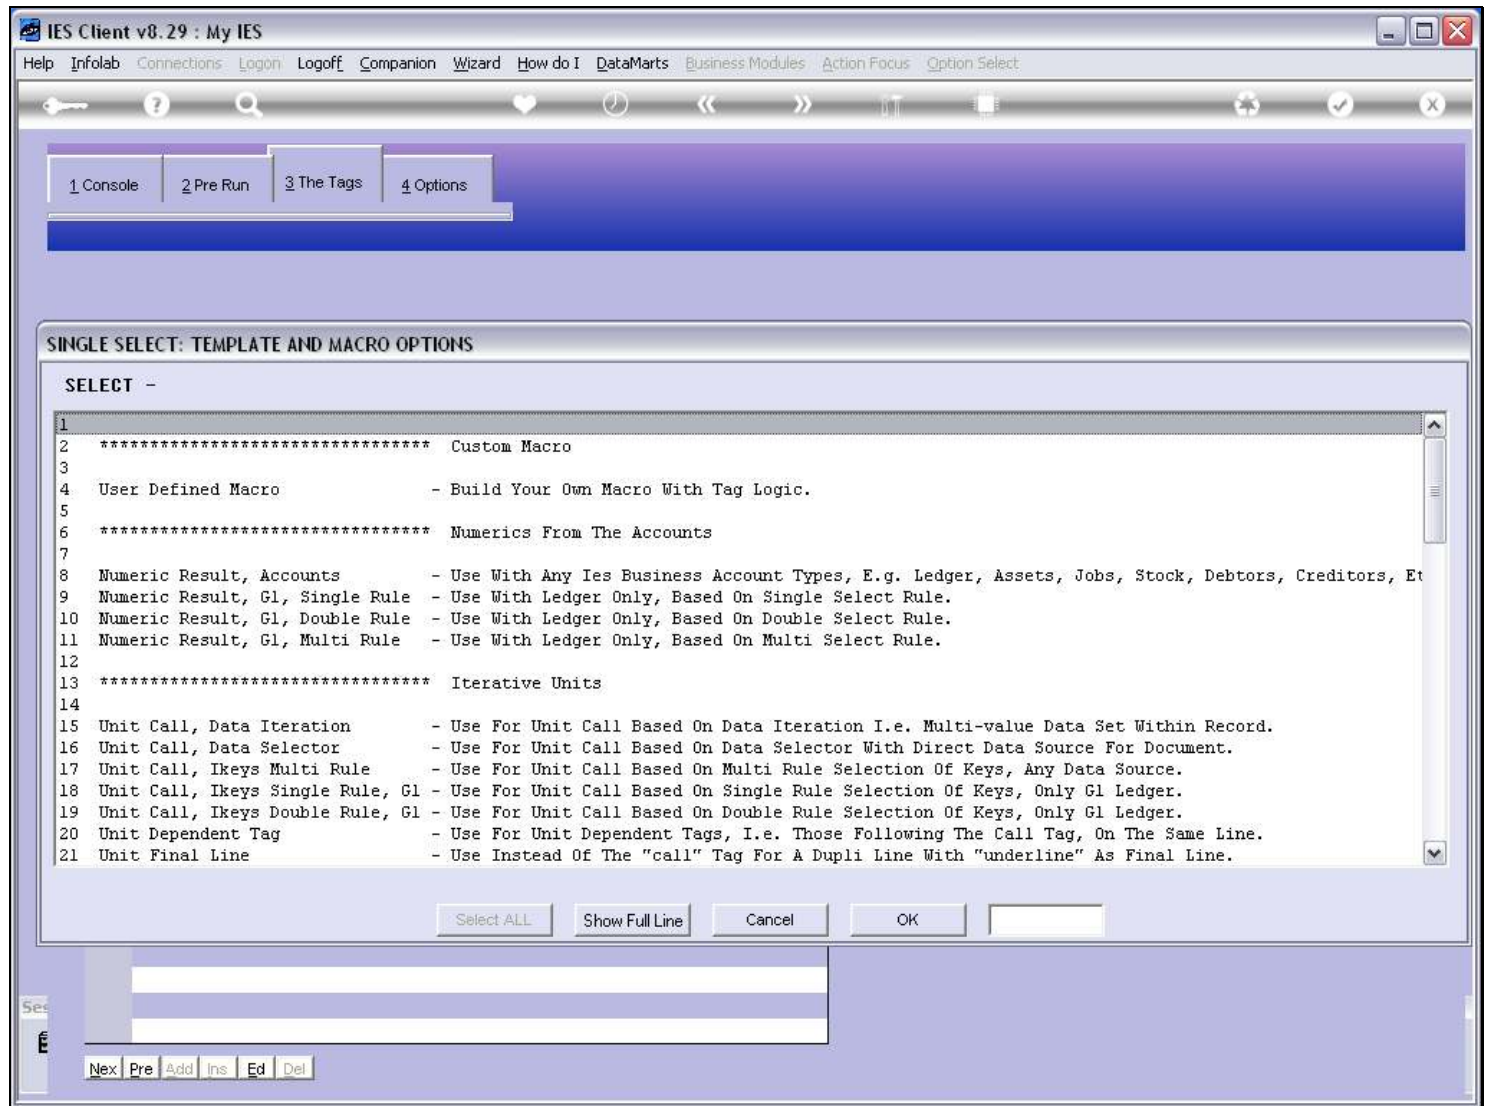 IES Client v8.29 : My IES
Help Infolab Connections Logon Logoff Companion Wizard How do I DataMarts Business Modules Action Focus Option Select
1 Console 2 Pre Run 3 The Tags 4 Options
SINGLE SELECT: TEMPLATE AND MACRO OPTIONS
SELECT -
1
2 ********************************* Custom Macro
3
4 User Defined Macro - Build Your Own Macro With Tag Logic.
5
6 ********************************* Numerics From The Accounts
7
8 Numeric Result, Accounts - Use With Any Ies Business Account Types, E.g. Ledger, Assets, Jobs, Stock, Debtors, Creditors, Et
9 Numeric Result, Gl, Single Rule - Use With Ledger Only, Based On Single Select Rule.
10 Numeric Result, Gl, Double Rule - Use With Ledger Only, Based On Double Select Rule.
11 Numeric Result, Gl, Multi Rule - Use With Ledger Only, Based On Multi Select Rule.
12
13 ********************************* Iterative Units
14
15 Unit Call, Data Iteration - Use For Unit Call Based On Data Iteration I.e. Multi-value Data Set Within Record.
16 Unit Call, Data Selector - Use For Unit Call Based On Data Selector With Direct Data Source For Document.
17 Unit Call, Ikeys Multi Rule - Use For Unit Call Based On Multi Rule Selection Of Keys, Any Data Source.
18 Unit Call, Ikeys Single Rule, Gl - Use For Unit Call Based On Single Rule Selection Of Keys, Only Gl Ledger.
19 Unit Call, Ikeys Double Rule, Gl - Use For Unit Call Based On Double Rule Selection Of Keys, Only Gl Ledger.
20 Unit Dependent Tag - Use For Unit Dependent Tags, I.e. Those Following The Call Tag, On The Same Line.
21 Unit Final Line - Use Instead Of The "call" Tag For A Dupli Line With "underline" As Final Line.
Select ALL Show Full Line Cancel OK
Ses
Nex Pre Add Ins Ed Del